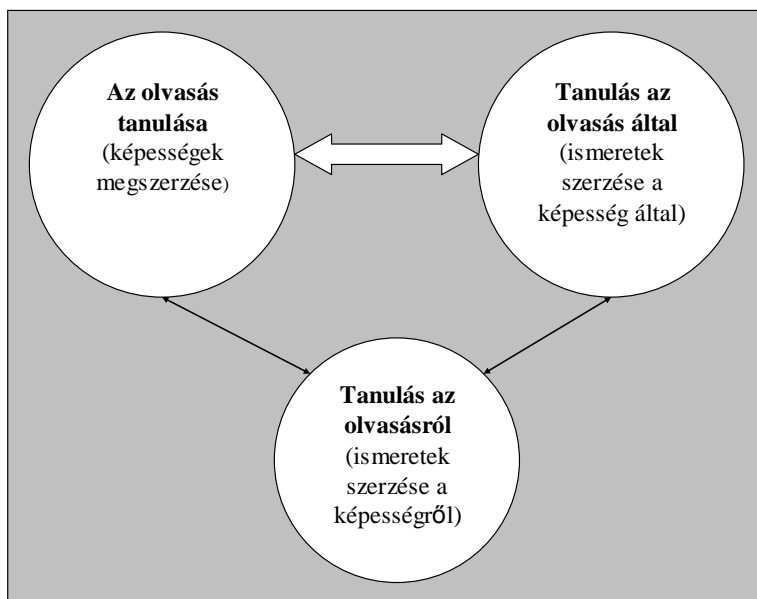 Az olvasás
tanulása
(képességek
megszerzése)
Tanulás az
olvasás által
(ismeretek
szerzése a
képesség által)
Tanulás az
olvasásról
(ismeretek
szerzése a
képességről)